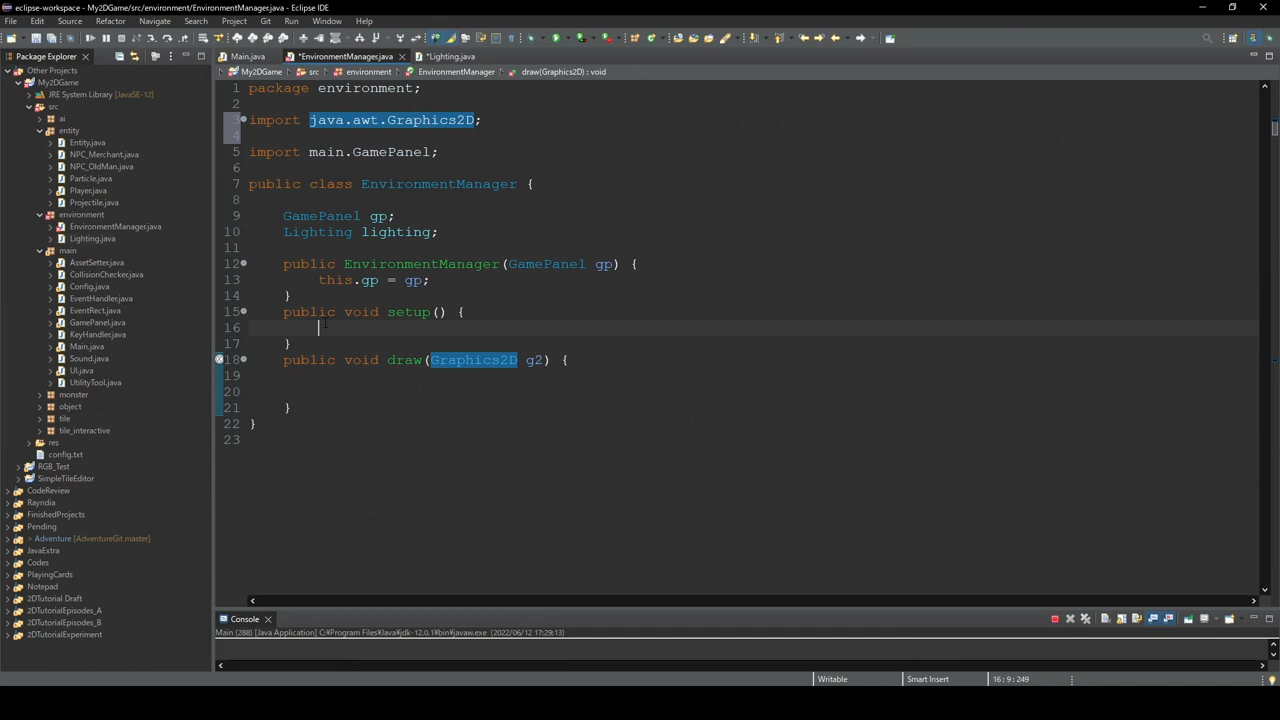 eclipse-workspace - My2DGame/src/environment/EnvironmentManager.java - Eclipse IDE
File Edit Source Refactor Navigate Search Project Git Run Window Help
Package Explorer
Main.java *EnvironmentManager.java *Lighting.java
My2DGame src environment EnvironmentManager draw(Graphics2D) : void
Other Projects
My2DGame
JRE System Library [JavaSE-12]
src
ai
entity
Entity.java
NPC_Merchant.java
NPC_OldMan.java
Particle.java
Player.java
Projectile.java
environment
EnvironmentManager.java
Lighting.java
main
AssetSetter.java
CollisionChecker.java
Config.java
EventHandler.java
EventRect.java
GamePanel.java
KeyHandler.java
Main.java
Sound.java
UI.java
UtilityTool.java
monster
object
tile
tile_interactive
res
config.txt
RGB_Test
SimpleTileEditor
CodeReview
Rayndia
FinishedProjects
Pending
> Adventure [AdventureGit master]
JavaExtra
Codes
PlayingCards
Notepad
2DTutorial Draft
2DTutorialEpisodes_A
2DTutorialEpisodes_B
2DTutorialExperiment
1 package environment;
2
3 import java.awt.Graphics2D;
4
5 import main.GamePanel;
6
7 public class EnvironmentManager {
8
9 GamePanel gp;
10 Lighting lighting;
11
12 public EnvironmentManager(GamePanel gp) {
13 this.gp = gp;
14 }
15 public void setup() {
16
17 }
18 public void draw(Graphics2D g2) {
19
20
21 }
22 }
23
Console
Main (288) [Java Application] C:\Program Files\Java\jdk-12.0.1\bin\javaw.exe (2022/06/12 17:29:13)
Writable Smart Insert 16 : 9 : 249